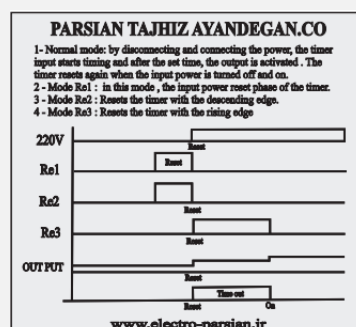 PARSIAN TAJHIZ AYANDEGAN.CO
1- Normal mode: by disconnecting and connecting the power, the timer
input starts timing and after the set time, the output is activated . The
timer resets again when the input power is turned off and on.
2 - Mode Re1 : in this mode , the input power reset phase of the timer.
3 - Mode Re2 : Resets the timer with the descending edge.
4 - Mode Re3 : Resets the timer with the rising edge
220V
Reset
Re1
Reset
Re2
Reset
Re3
Reset
OUT PUT
Reset
Time out
Reset
On
www.electro-parsian.ir